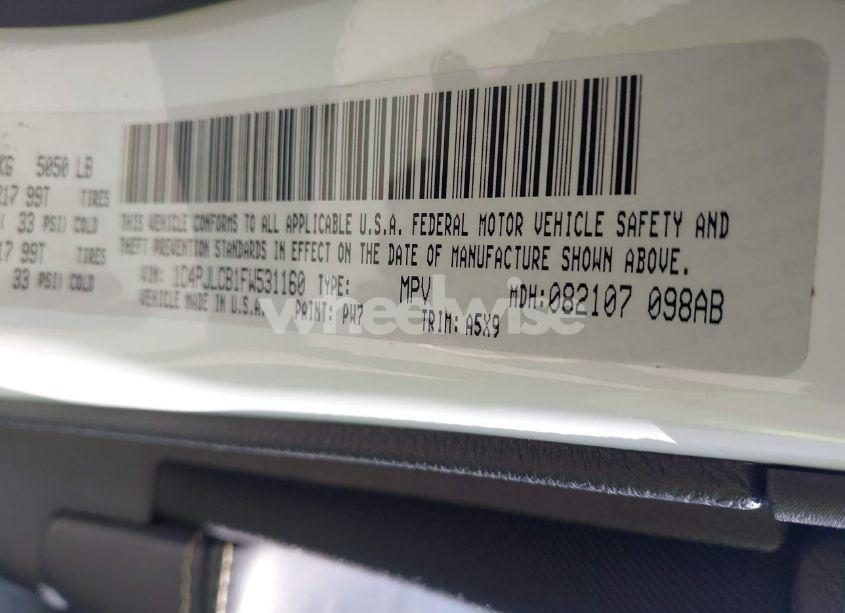 KG 5050 LB
R17 99T TIRES
( 33 PSI) COLD
17 99T TIRES
33 PSI) COLD
THIS VEHICLE CONFORMS TO ALL APPLICABLE U.S.A. FEDERAL MOTOR VEHICLE SAFETY AND
THEFT PREVENTION STANDARDS IN EFFECT ON THE DATE OF MANUFACTURE SHOWN ABOVE.
VIN: 1C4PJLCB1FW531160 TYPE: MPV MDH:082107 098AB
VEHICLE MADE IN U.S.A. PAINT: PW7 TRIM: A5X9
wheelwise